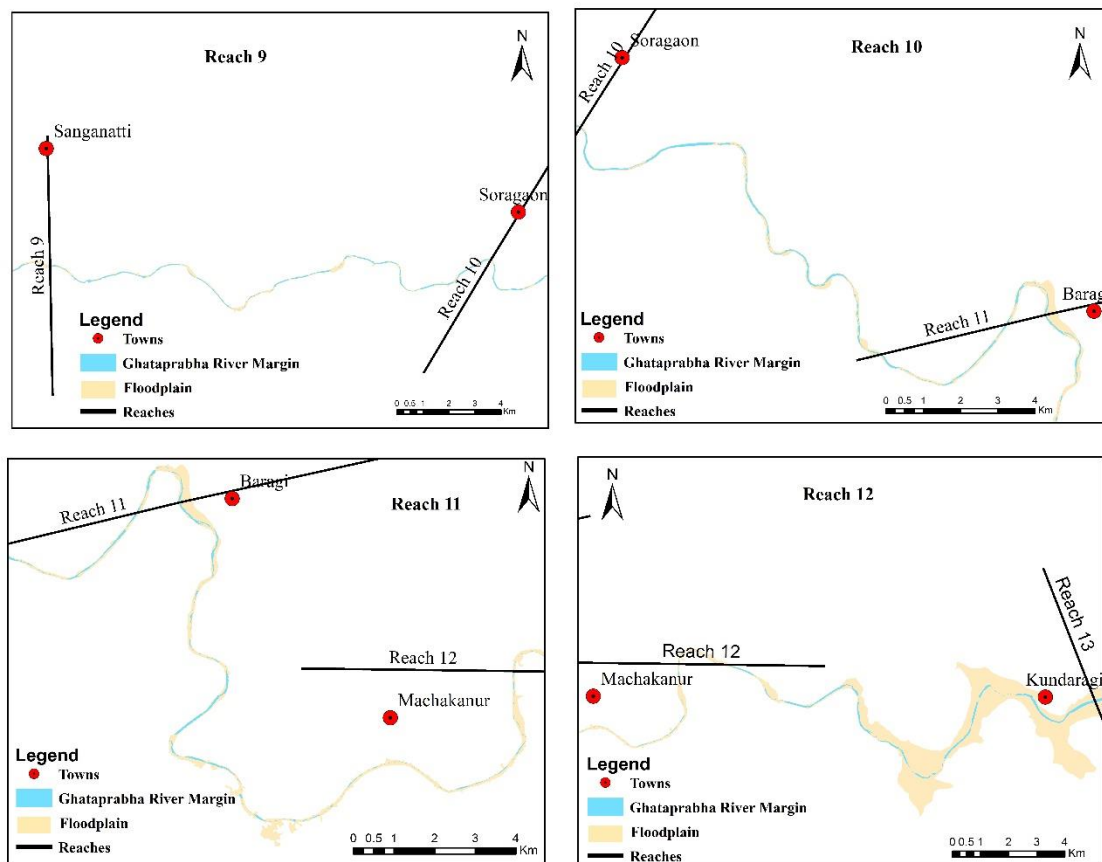 Reach 9
N
Sanganatti
Soragaon
Reach 9
Reach 10
Legend
Towns
Ghataprabha River Margin
Floodplain
Reaches
0 0.5 1 2 3 4
Km
Reach 10
N
Soragaon
Reach 10
Barag
Reach 11
Legend
Towns
Ghataprabha River Margin
Floodplain
Reaches
0 0.5 1 2 3 4
Km
N
Baragi
Reach 11
Reach 11
Reach 12
Machakanur
Legend
Towns
Ghataprabha River Margin
Floodplain
Reaches
0 0.5 1 2 3 4
Km
N
Reach 12
Reach 13
Reach 12
Machakanur
Kundaragi
Legend
Towns
Ghataprabha River Margin
Floodplain
Reaches
0 0.5 1 2 3 4
Km